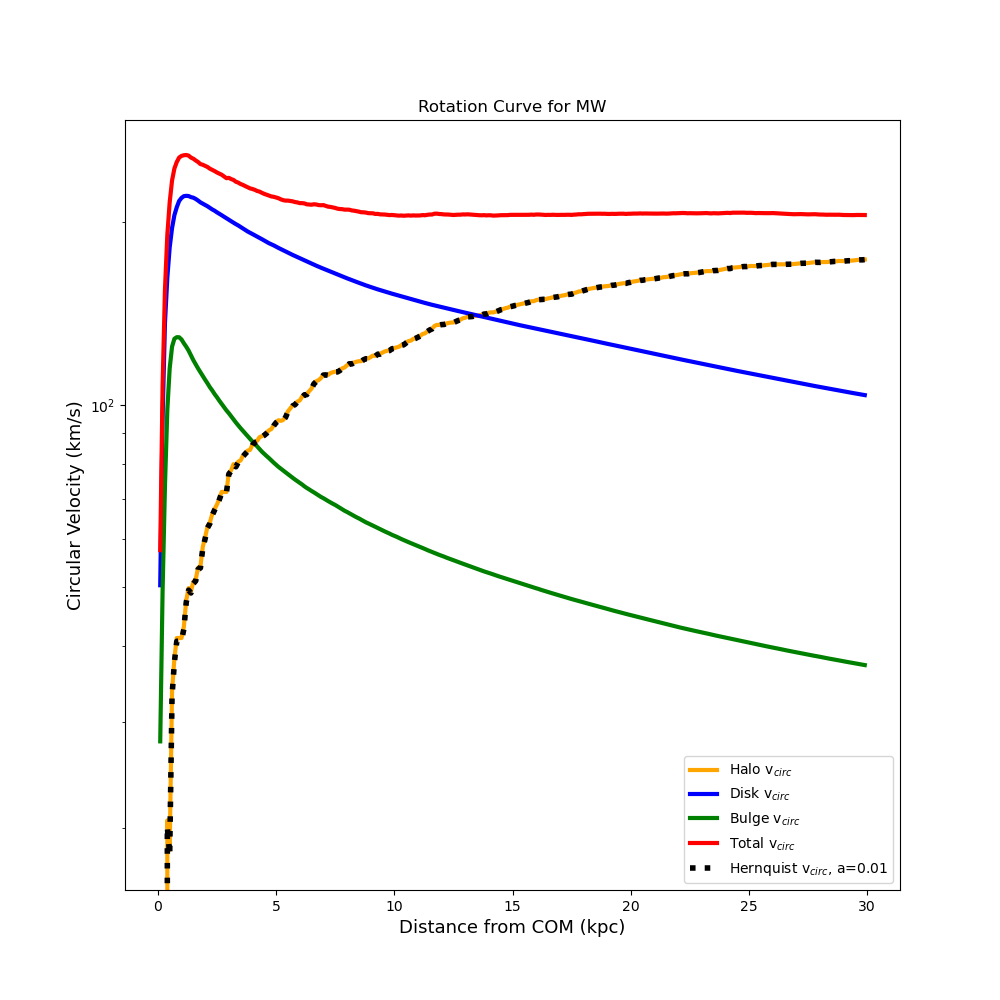 Rotation Curve for MW
Circular Velocity (km/s)
10²
0 5 10 15 20 25 30
Distance from COM (kpc)
Halo v_circ
Disk v_circ
Bulge v_circ
Total v_circ
Hernquist v_circ, a=0.01